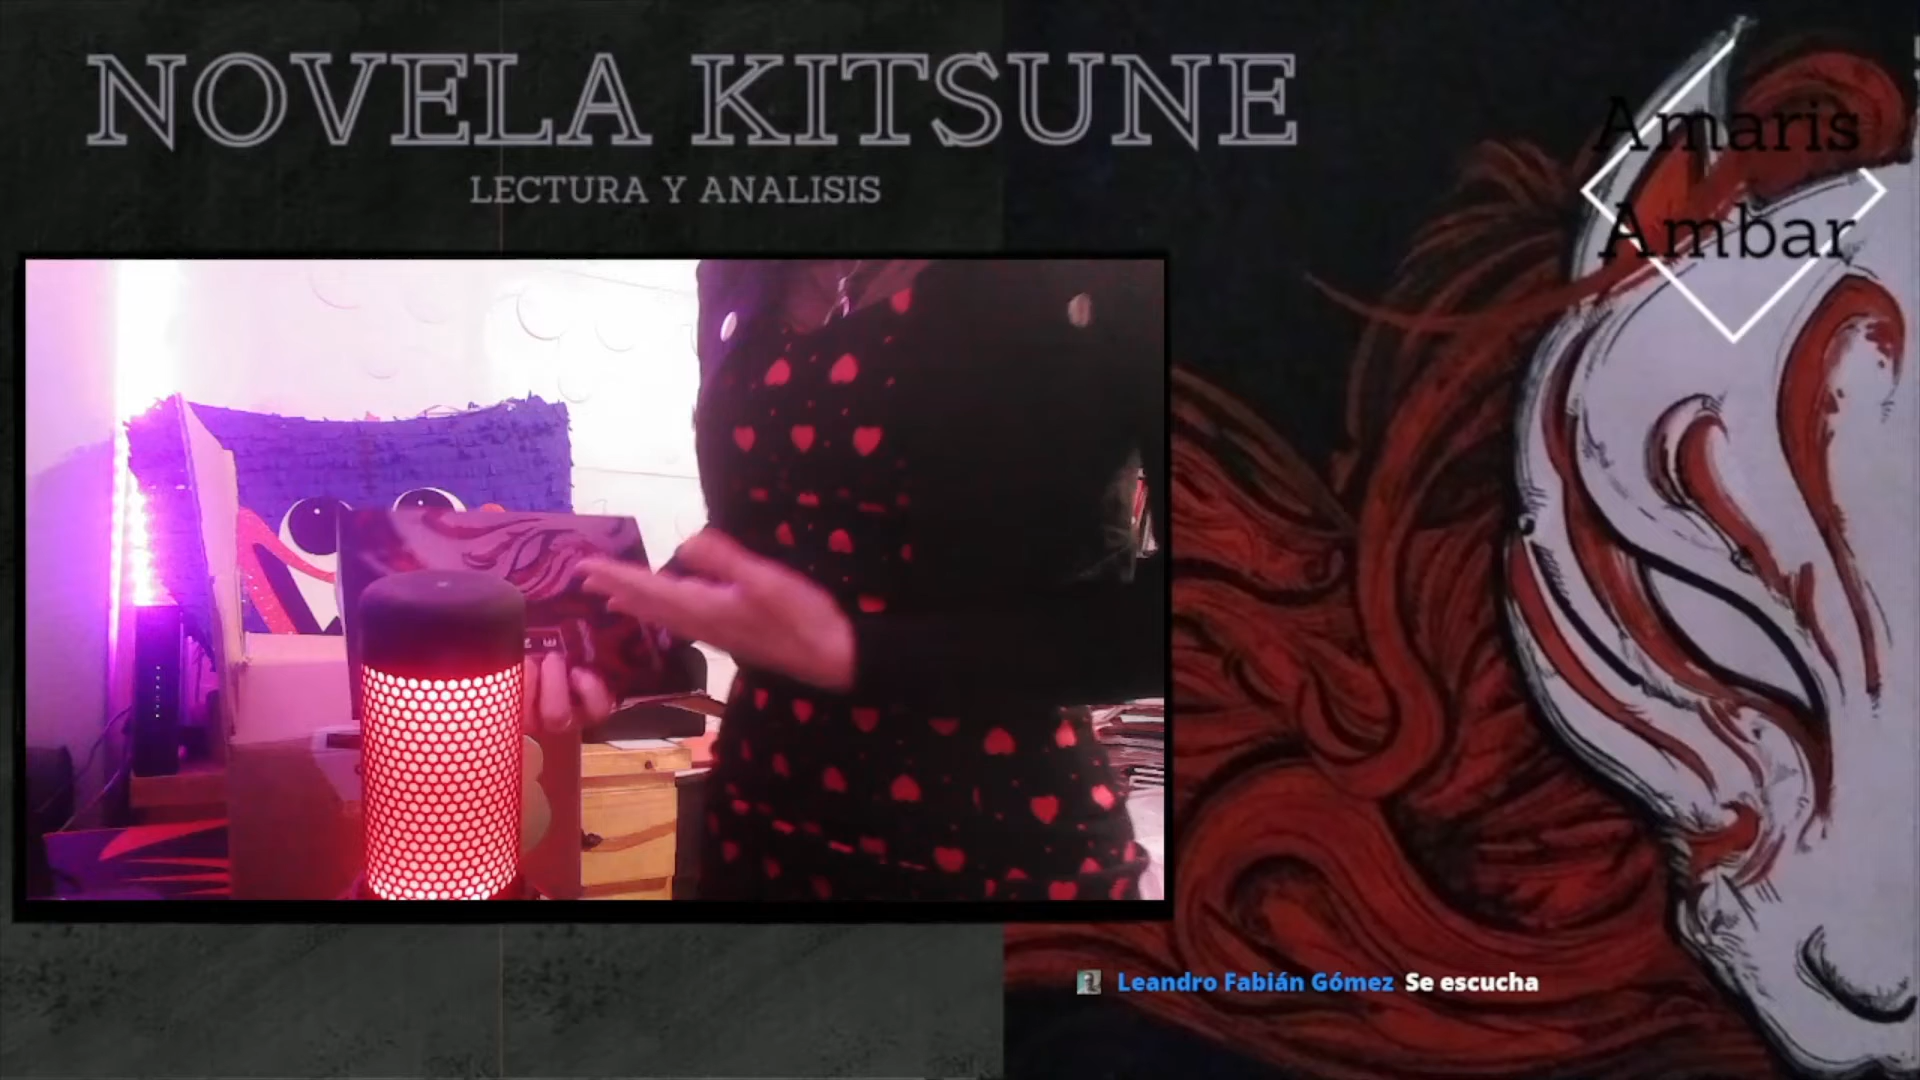 NOVELA KITSUNE
LECTURA Y ANALISIS
Amaris
Ambar
Leandro Fabián Gómez Se escucha